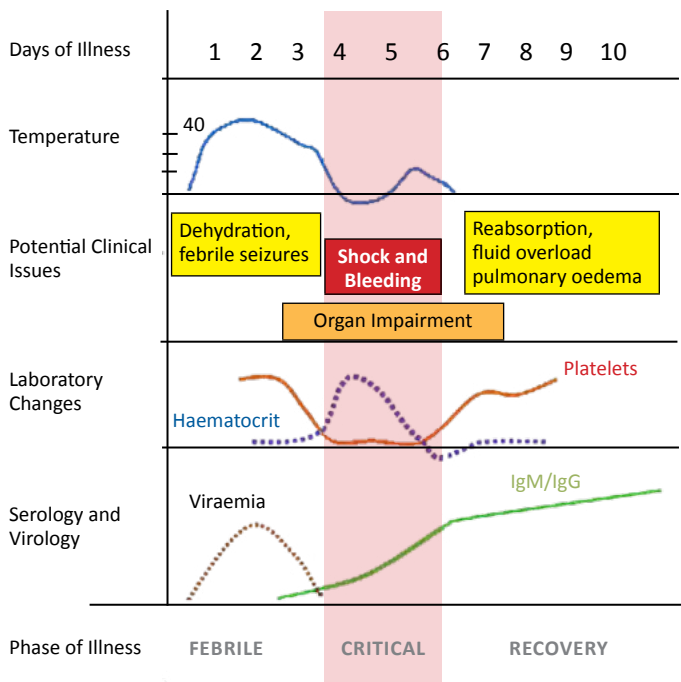 Days of Illness 1 2 3 4 5 6 7 8 9 10
Temperature
40
Potential Clinical
Issues
Dehydration,
febrile seizures
Shock and
Bleeding
Reabsorption,
fluid overload
pulmonary oedema
Organ Impairment
Laboratory
Changes
Haematocrit
Platelets
Serology and
Virology
Viraemia
IgM/IgG
Phase of Illness FEBRILE CRITICAL RECOVERY